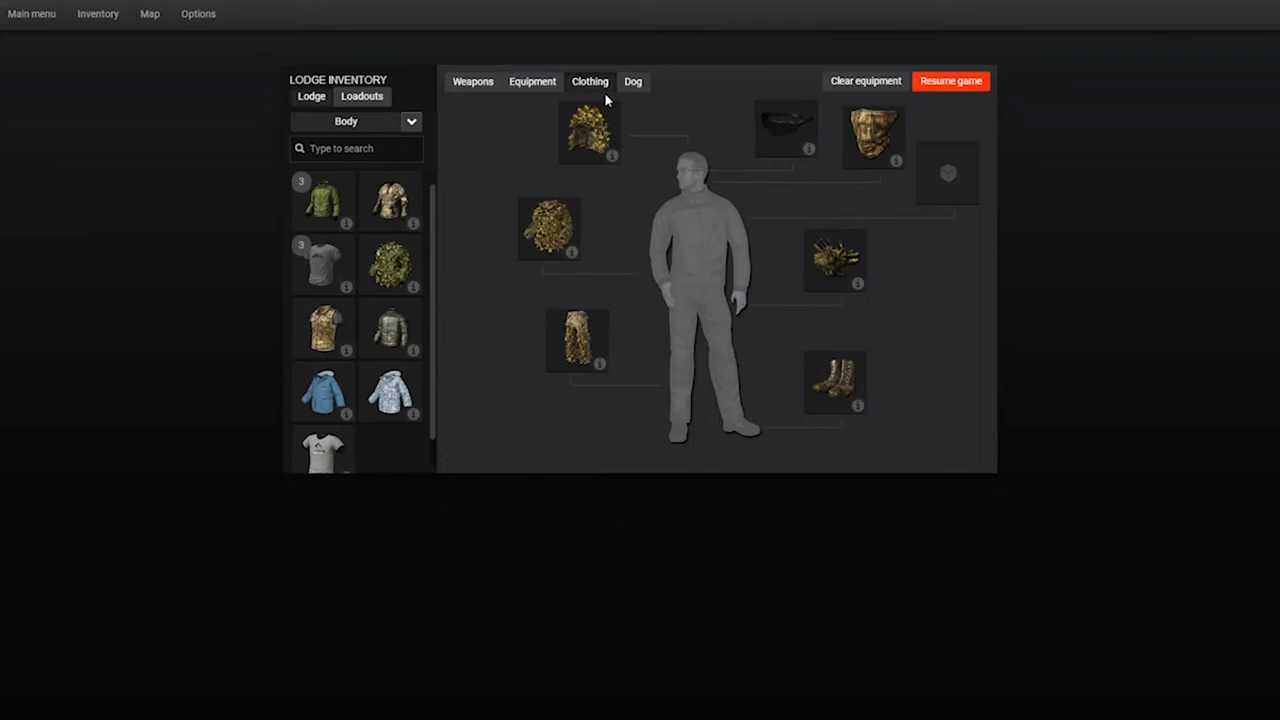 Main menu Inventory Map Options
LODGE INVENTORY
Lodge Loadouts
Body
Type to search
3
3
Weapons Equipment Clothing Dog
Clear equipment Resume game